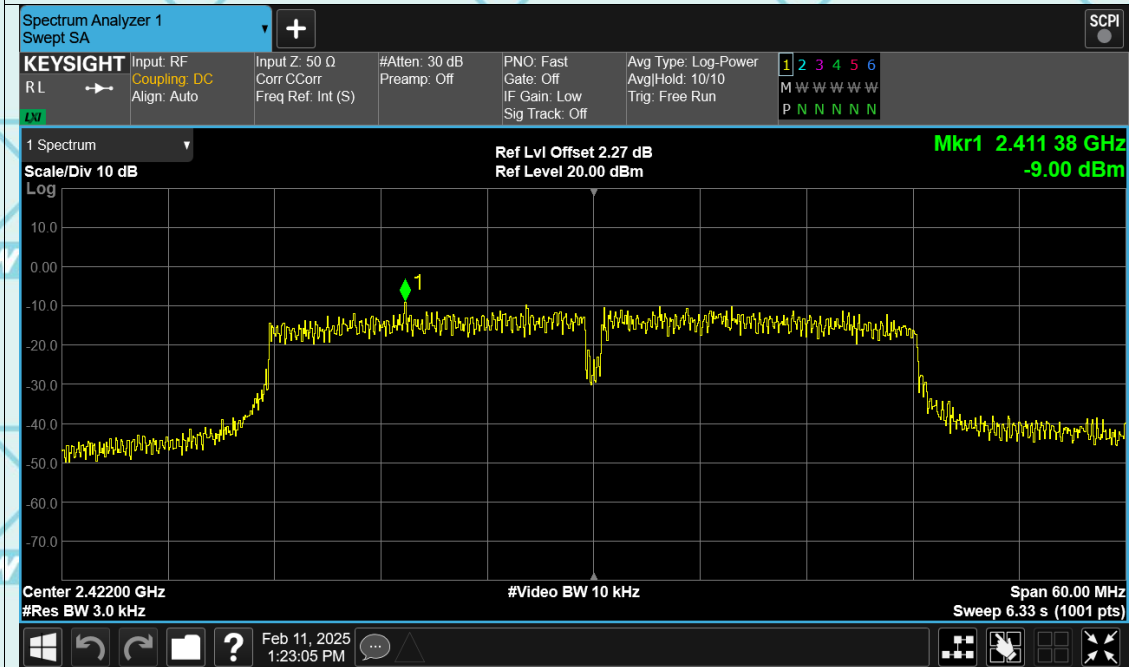 Spectrum Analyzer 1
Swept SA
+
SCPI
KEYSIGHT
RL
LXI
Input: RF
Coupling: DC
Align: Auto
Input Z: 50 Ω
Corr CCorr
Freq Ref: Int (S)
#Atten: 30 dB
Preamp: Off
PNO: Fast
Gate: Off
IF Gain: Low
Sig Track: Off
Avg Type: Log-Power
Avg|Hold: 10/10
Trig: Free Run
1 2 3 4 5 6
M W W W W W
P N N N N N
1 Spectrum
Scale/Div 10 dB
Ref Lvl Offset 2.27 dB
Ref Level 20.00 dBm
Mkr1 2.411 38 GHz
-9.00 dBm
Log
10.0
0.00
-10.0
-20.0
-30.0
-40.0
-50.0
-60.0
-70.0
1
Center 2.42200 GHz
#Res BW 3.0 kHz
#Video BW 10 kHz
Span 60.00 MHz
Sweep 6.33 s (1001 pts)
?
Feb 11, 2025
1:23:05 PM